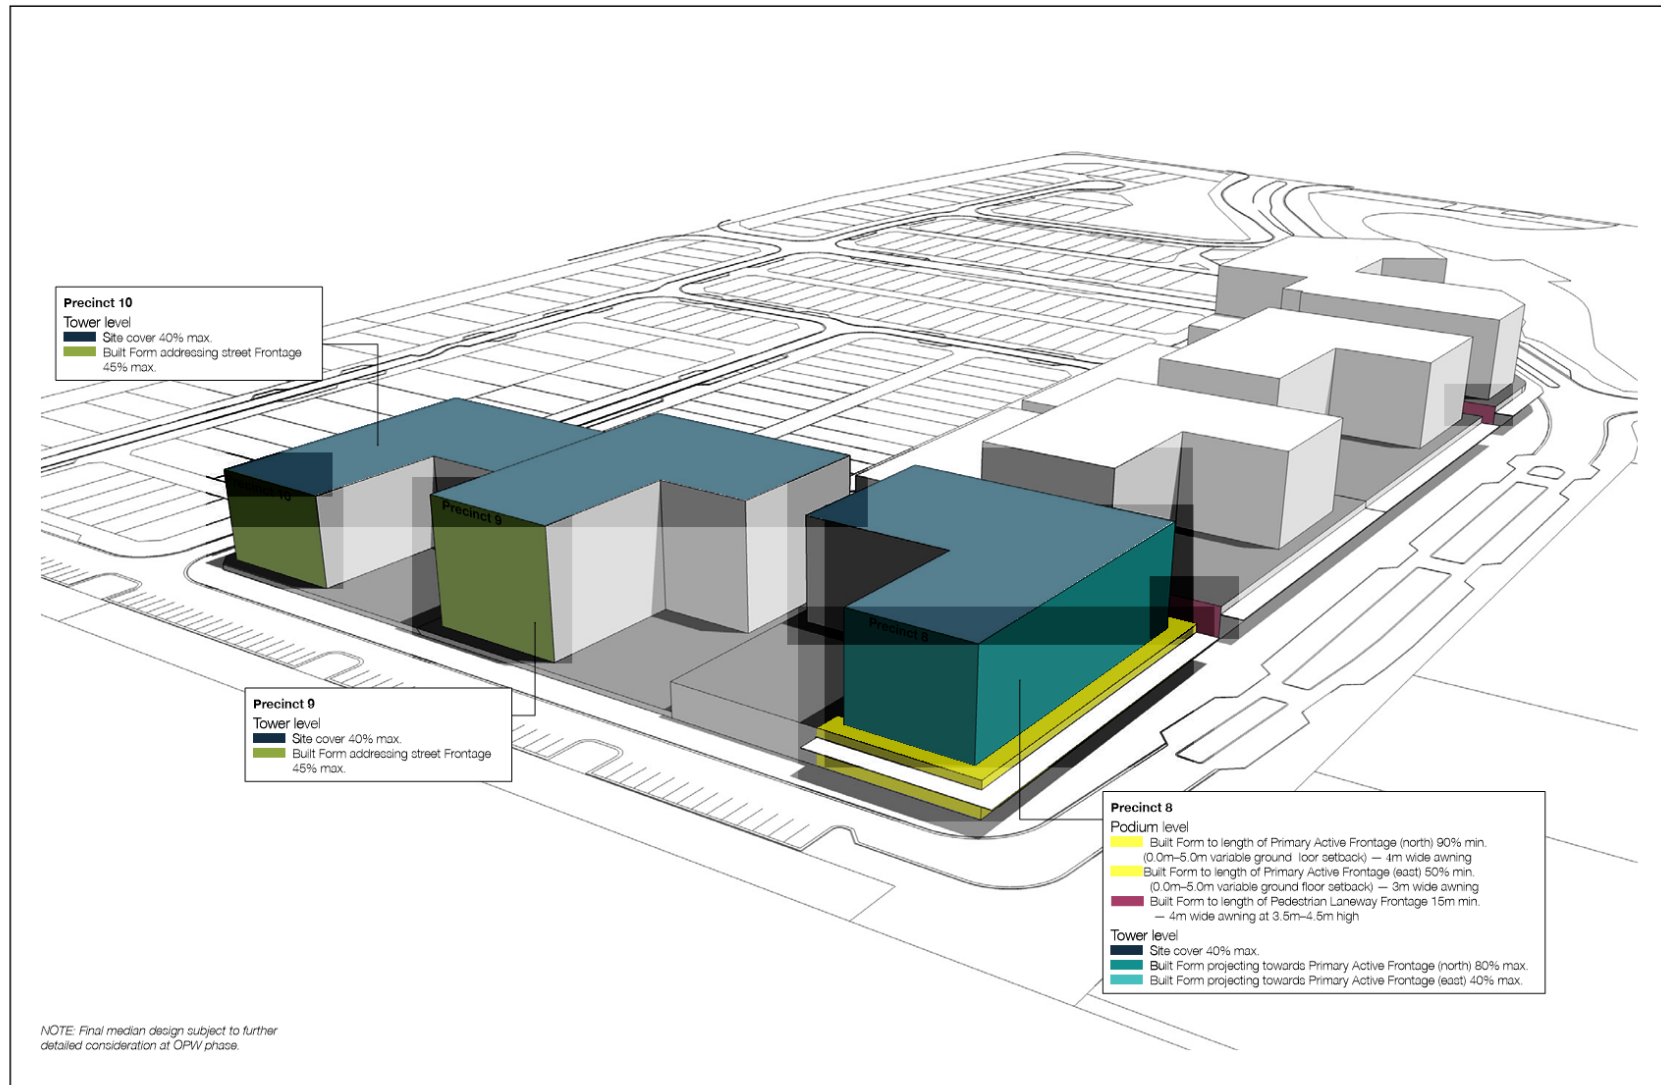 Precinct 10
Tower level
Site cover 40% max.
Built Form addressing street Frontage
45% max.
Precinct 10
Precinct 9
Precinct 8
Precinct 9
Tower level
Site cover 40% max.
Built Form addressing street Frontage
45% max.
Precinct 8
Podium level
Built Form to length of Primary Active Frontage (north) 90% min.
(0.0m–5.0m variable ground loor setback) — 4m wide awning
Built Form to length of Primary Active Frontage (east) 50% min.
(0.0m–5.0m variable ground floor setback) — 3m wide awning
Built Form to length of Pedestrian Laneway Frontage 15m min.
— 4m wide awning at 3.5m–4.5m high
Tower level
Site cover 40% max.
Built Form projecting towards Primary Active Frontage (north) 80% max.
Built Form projecting towards Primary Active Frontage (east) 40% max.
NOTE: Final median design subject to further
detailed consideration at OPW phase.